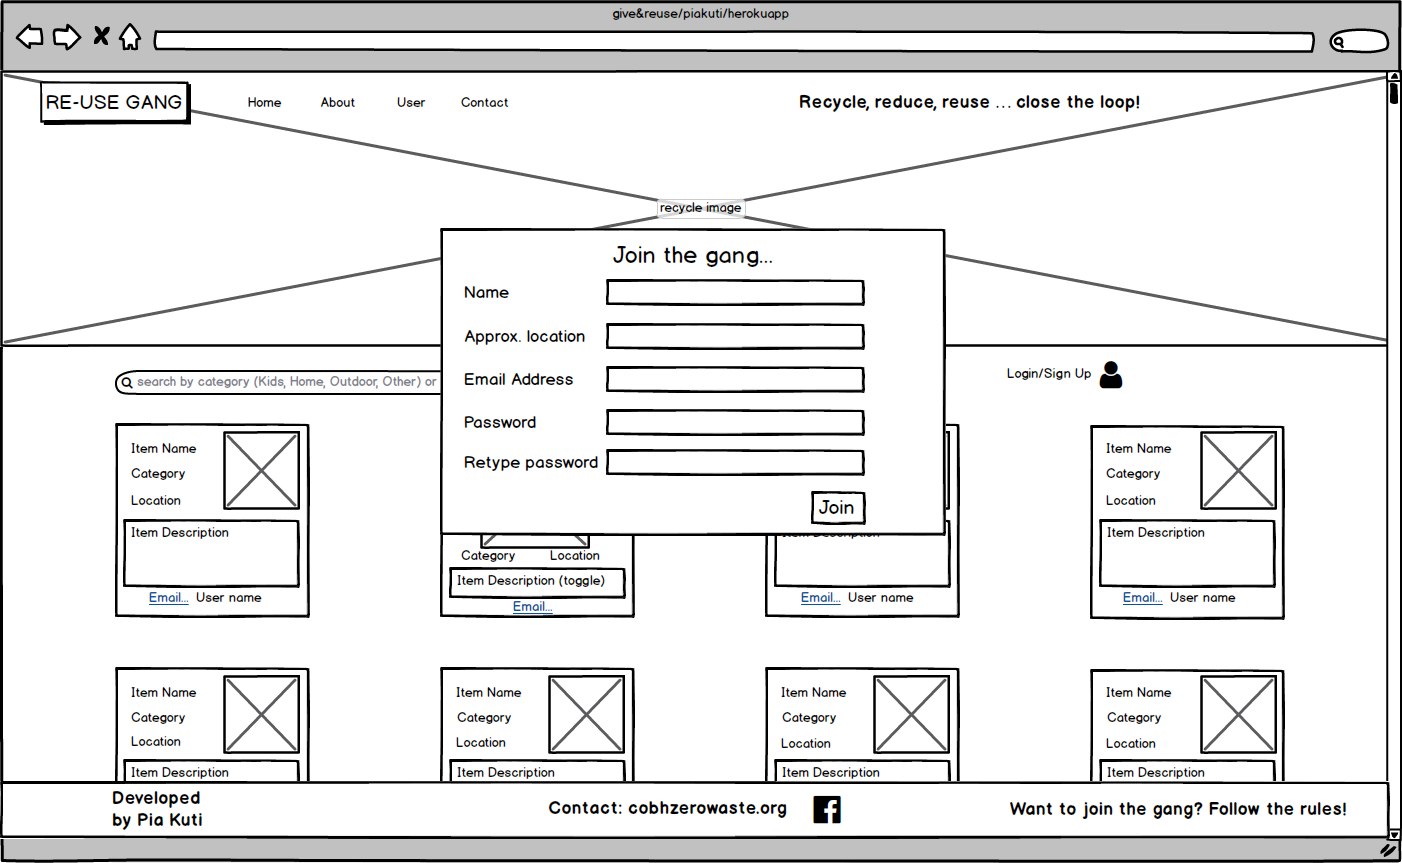 give&reuse/piakuti/herokuapp
RE-USE GANG
Home About User Contact
Recycle, reduce, reuse ... close the loop!
recycle image
Join the gang...
Name
Approx. location
Email Address
Password
Retype password
Join
search by category (Kids, Home, Outdoor, Other) or
Login/Sign Up
Item Name
Category
Location
Item Description
Email... User name
Category Location
Item Description (toggle)
Email...
Item Description
Email... User name
Item Name
Category
Location
Item Description
Email... User name
Item Name
Category
Location
Item Description
Item Name
Category
Location
Item Description
Item Name
Category
Location
Item Description
Item Name
Category
Location
Item Description
Developed
by Pia Kuti
Contact: cobhzerowaste.org
Want to join the gang? Follow the rules!